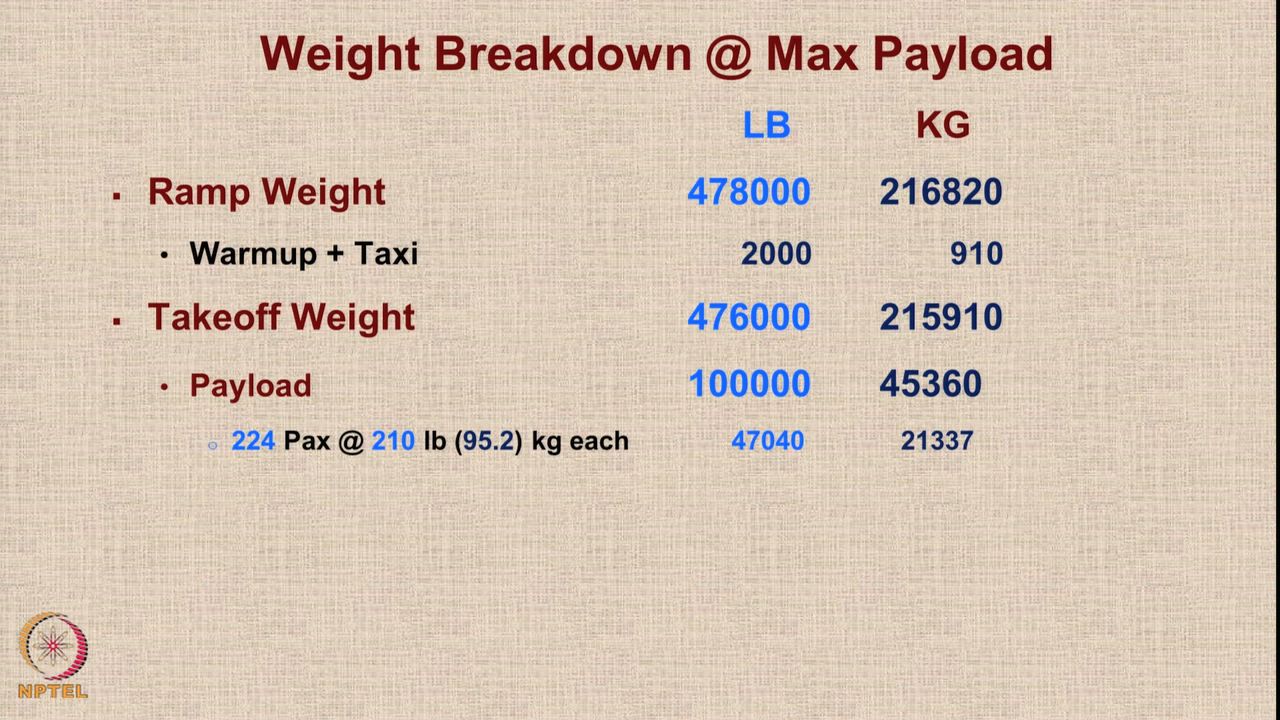 Weight Breakdown @ Max Payload
LB KG
▪ Ramp Weight 478000 216820
• Warmup + Taxi 2000 910
▪ Takeoff Weight 476000 215910
• Payload 100000 45360
○ 224 Pax @ 210 lb (95.2) kg each 47040 21337
NPTEL